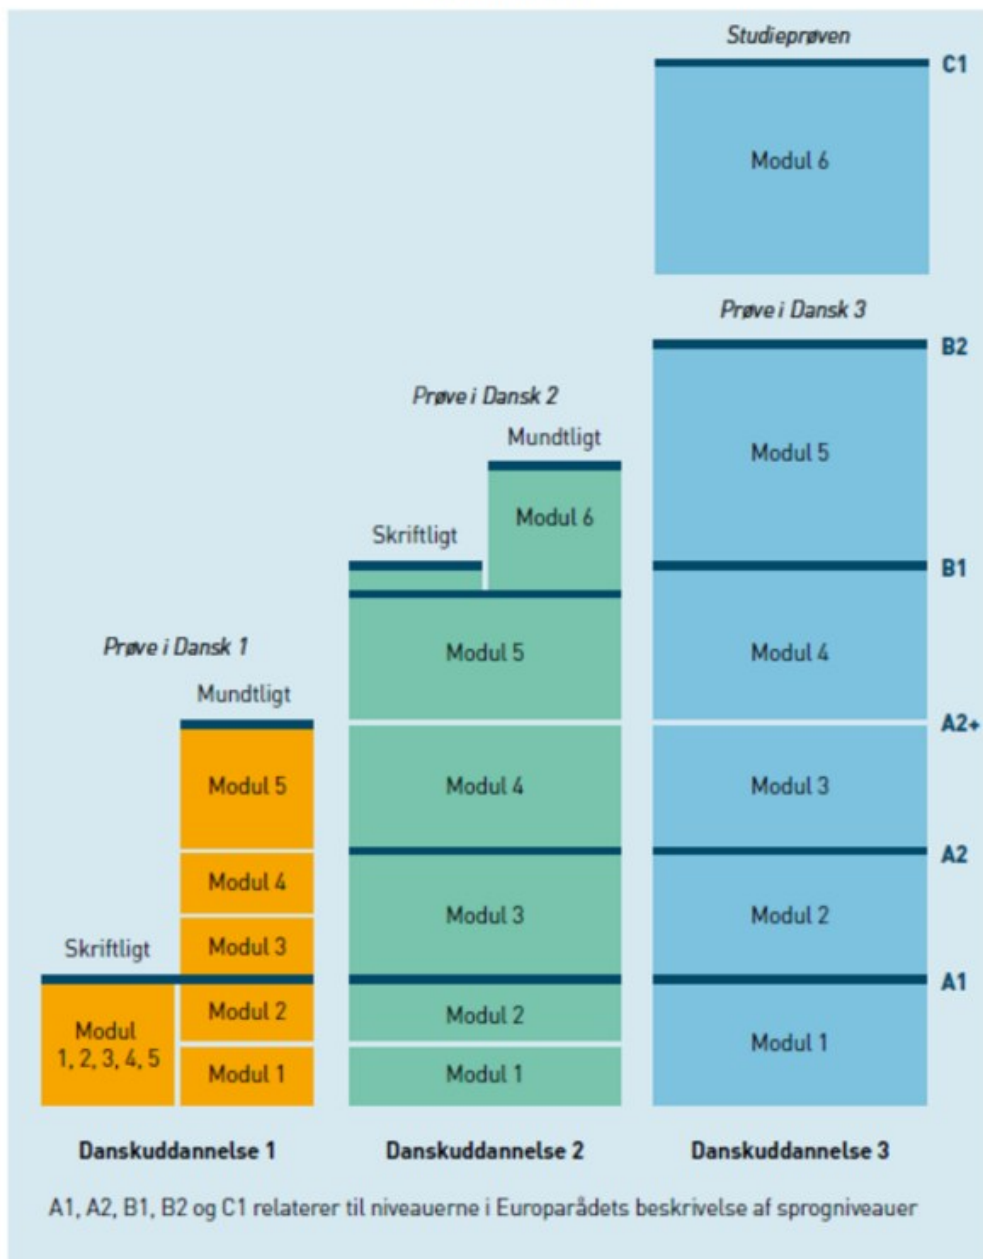 Studieprøven
C1
Modul 6
Prøve i Dansk 3
B2
Modul 5
B1
Modul 4
A2+
Modul 3
A2
Modul 2
A1
Modul 1
Prøve i Dansk 2
Mundtligt
Modul 6
Skriftligt
Modul 5
Modul 4
Modul 3
Modul 2
Modul 1
Prøve i Dansk 1
Mundtligt
Modul 5
Modul 4
Modul 3
Modul 2
Modul 1
Skriftligt
Modul
1, 2, 3, 4, 5
Danskuddannelse 1
Danskuddannelse 2
Danskuddannelse 3
A1, A2, B1, B2 og C1 relaterer til niveauerne i Europarådets beskrivelse af sprogniveauer